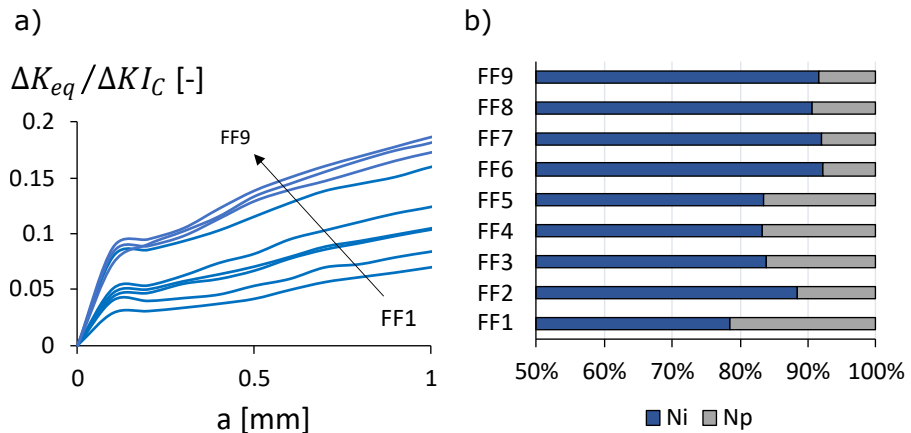 a)
ΔK_eq / ΔKI_C [-]
0.2
0.15
0.1
0.05
0
0
0.5
1
a [mm]
FF9
FF1
b)
FF9
FF8
FF7
FF6
FF5
FF4
FF3
FF2
FF1
50%
60%
70%
80%
90%
100%
Ni
Np